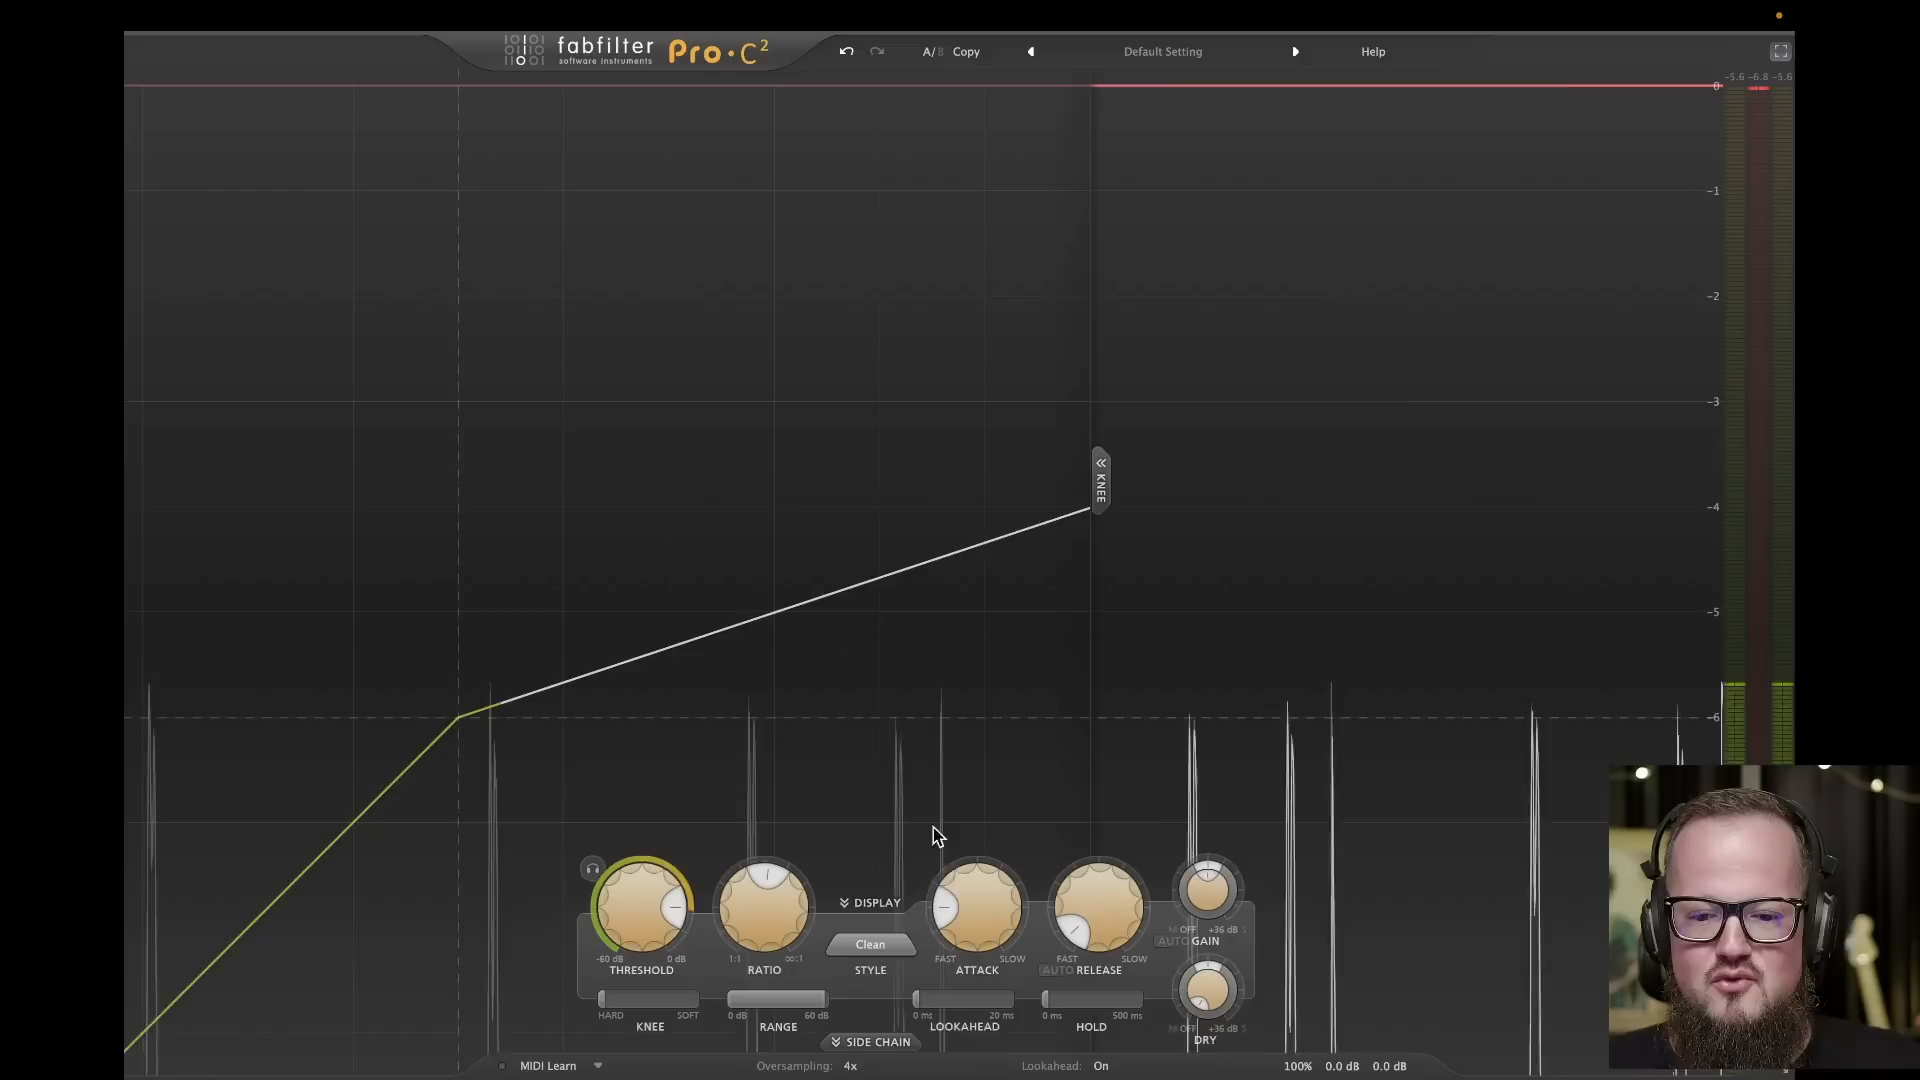 fabfilter
software instruments
Pro·C²
A/B Copy
Default Setting
Help
-5.6 -6.8 -5.6
0
-1
-2
-3
KNEE
-4
-5
-6
DISPLAY
Clean
-60 dB 0 dB
1:1 ∞:1
FAST SLOW
FAST SLOW
OFF +36 dB
AUTO GAIN
THRESHOLD
RATIO
STYLE
ATTACK
AUTO RELEASE
HARD SOFT
0 dB 60 dB
0 ms 20 ms
0 ms 500 ms
KNEE
RANGE
LOOKAHEAD
HOLD
OFF +36 dB
DRY
SIDE CHAIN
MIDI Learn
Oversampling: 4x
Lookahead: On
100% 0.0 dB 0.0 dB